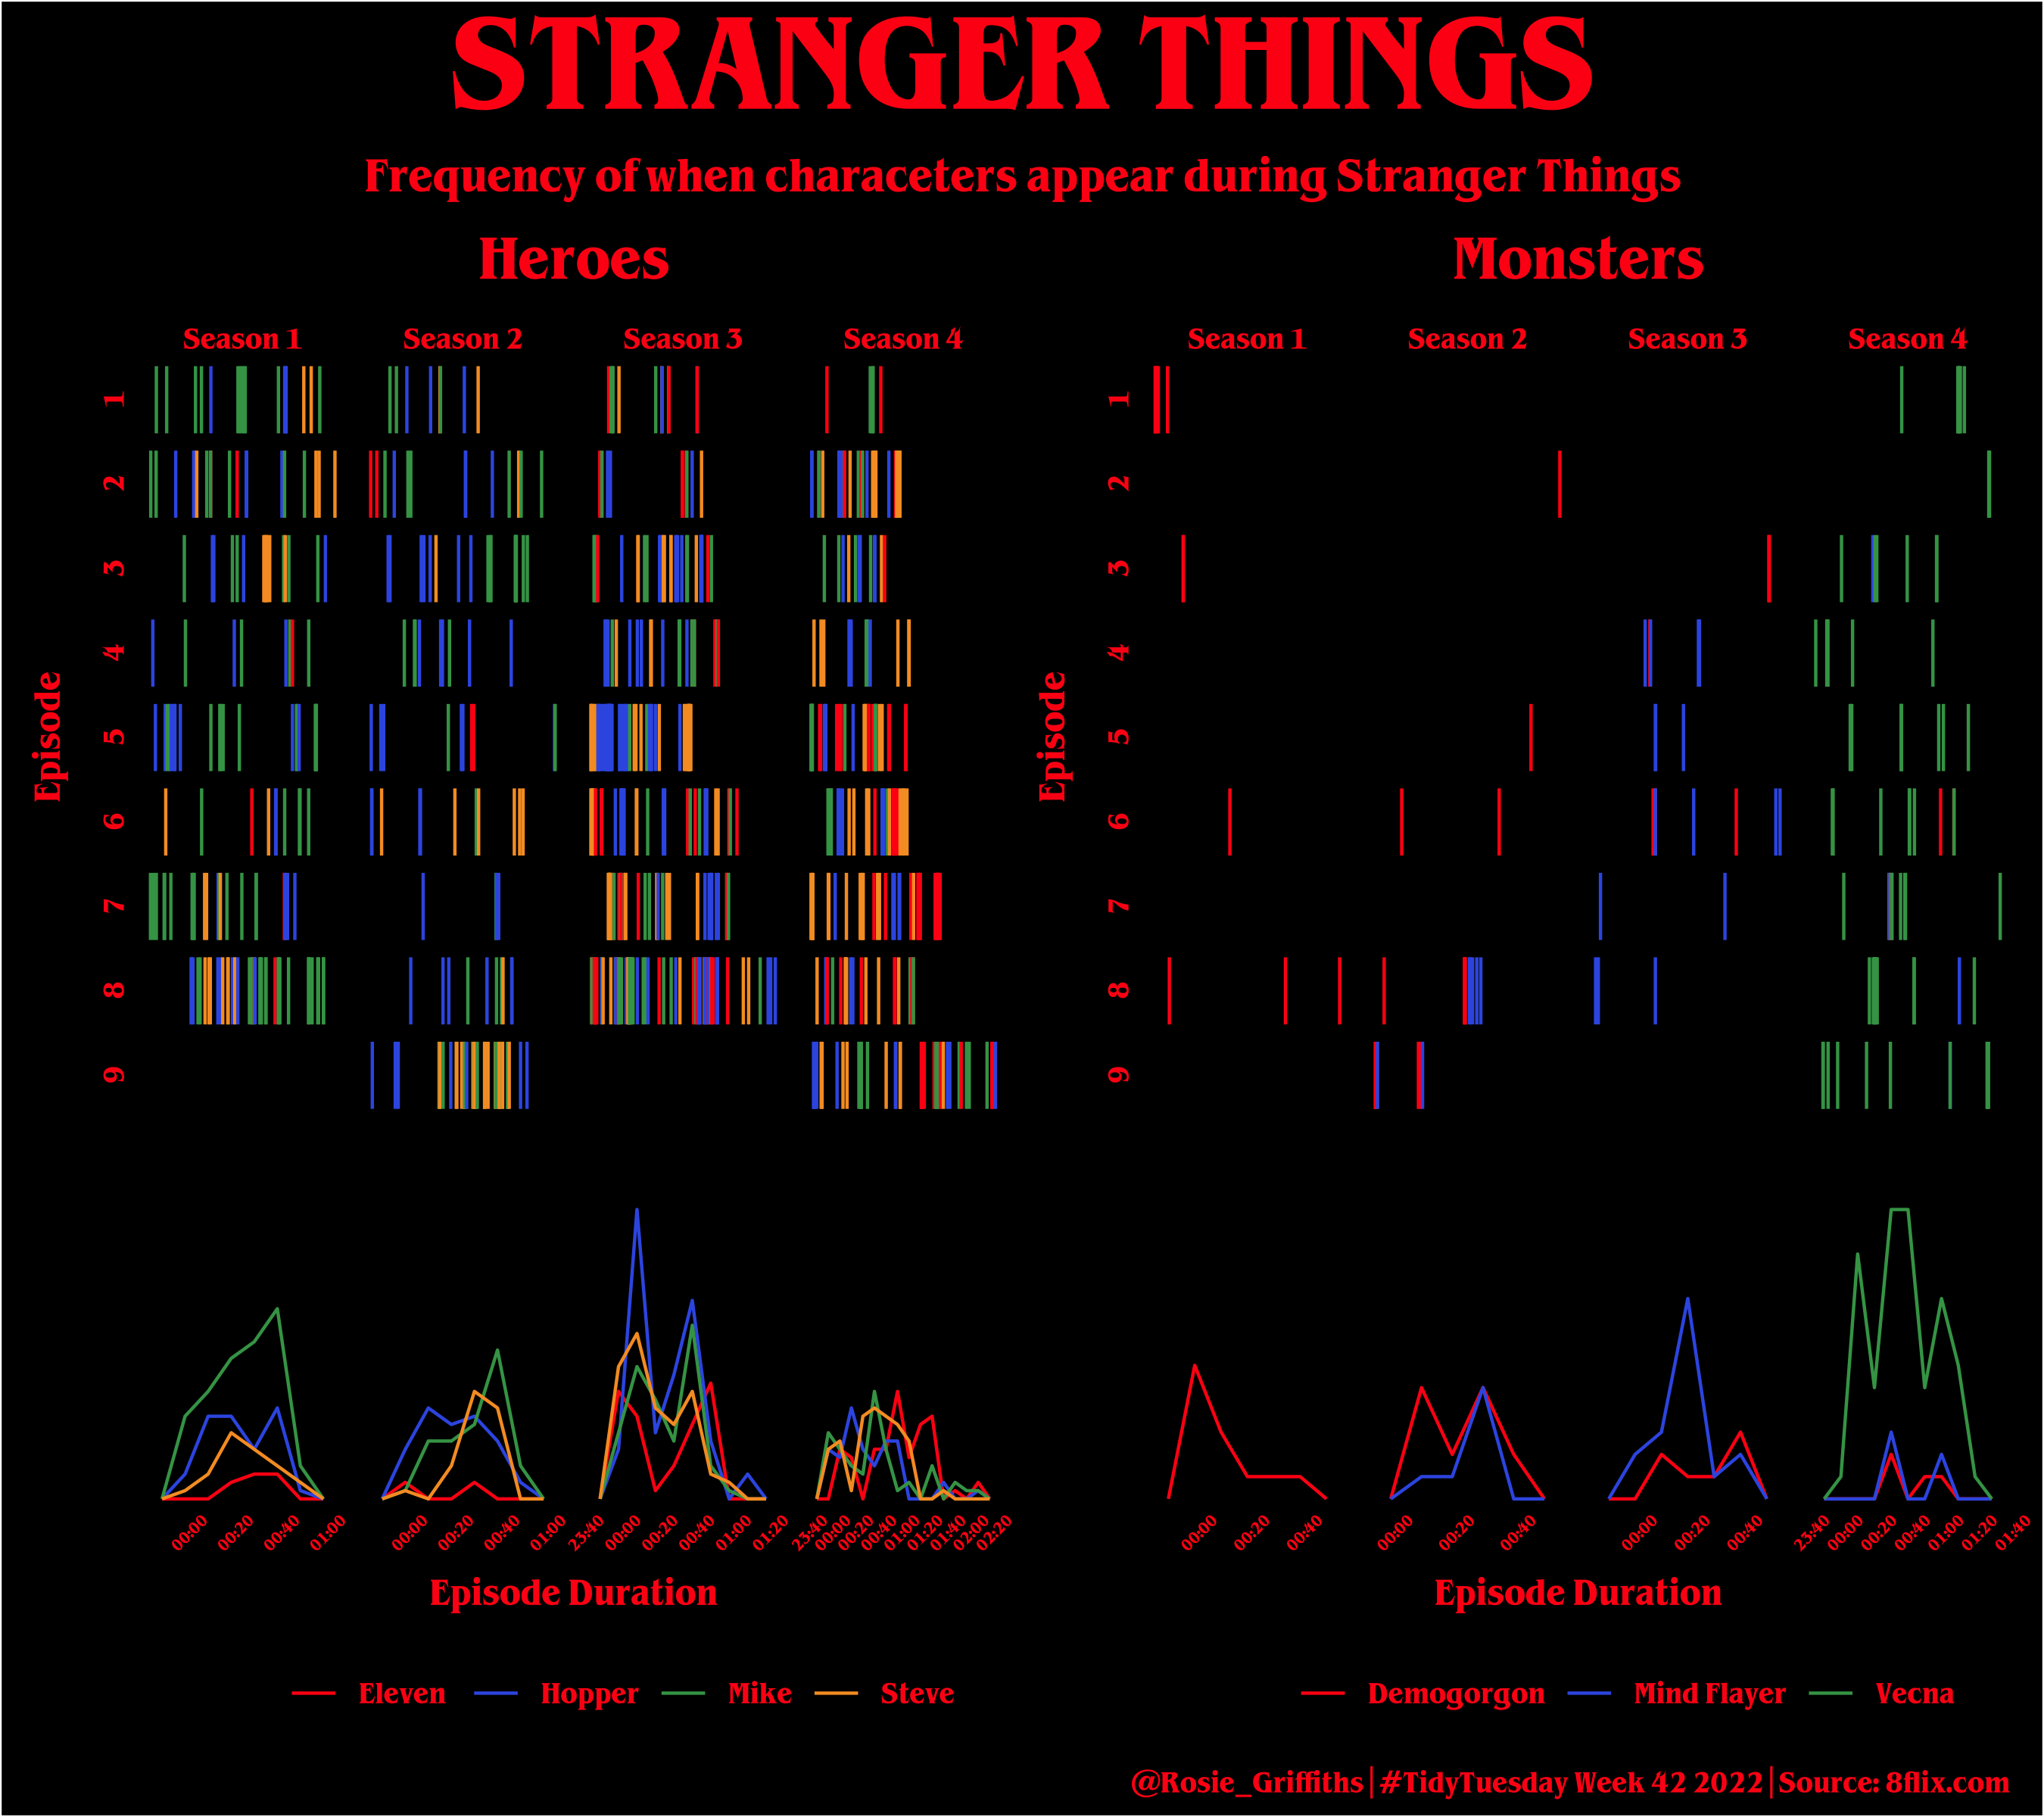 STRANGER THINGS
Frequency of when characeters appear during Stranger Things
Heroes
Monsters
Season 1 Season 2 Season 3 Season 4
Season 1 Season 2 Season 3 Season 4
Episode
1
2
3
4
5
6
7
8
9
Episode
1
2
3
4
5
6
7
8
9
00:00 00:20 00:40 01:00
00:00 00:20 00:40 01:00
23:40 00:00 00:20 00:40 01:00 01:20
23:40 00:00 00:20 00:40 01:00 01:20 01:40 02:00 02:20
00:00 00:20 00:40
00:00 00:20 00:40
00:00 00:20 00:40
23:40 00:00 00:20 00:40 01:00 01:20 01:40
Episode Duration
Episode Duration
Eleven Hopper Mike Steve
Demogorgon Mind Flayer Vecna
@Rosie_Griffiths|#TidyTuesday Week 42 2022|Source: 8flix.com